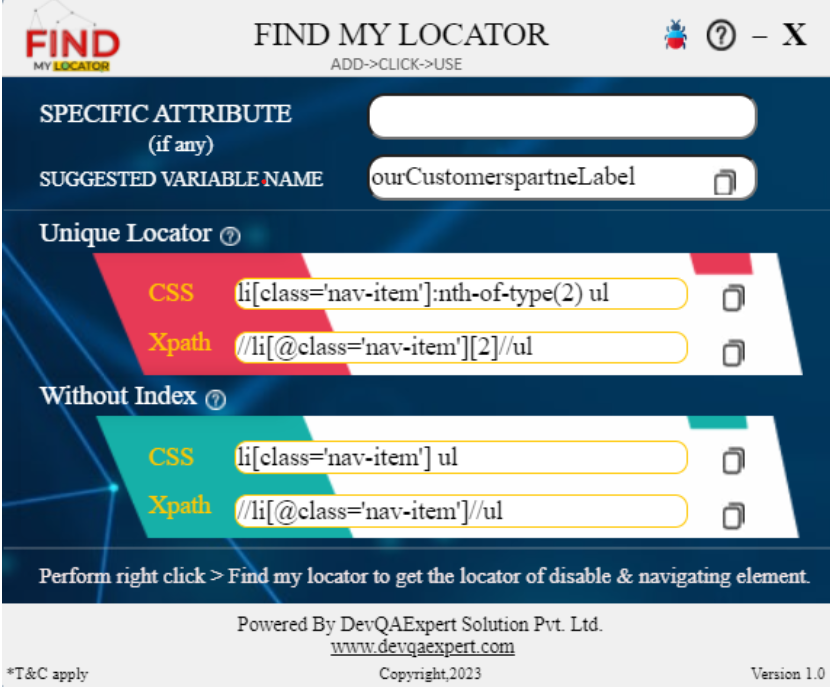 FIND
MY LOCATOR
FIND MY LOCATOR
ADD->CLICK->USE
? – X
SPECIFIC ATTRIBUTE
(if any)
SUGGESTED VARIABLE NAME
ourCustomerspartneLabel
Unique Locator ?
CSS
li[class='nav-item']:nth-of-type(2) ul
Xpath
//li[@class='nav-item'][2]//ul
Without Index ?
CSS
li[class='nav-item'] ul
Xpath
//li[@class='nav-item']//ul
Perform right click > Find my locator to get the locator of disable & navigating element.
Powered By DevQAExpert Solution Pvt. Ltd.
www.devqaexpert.com
*T&C apply
Copyright,2023
Version 1.0